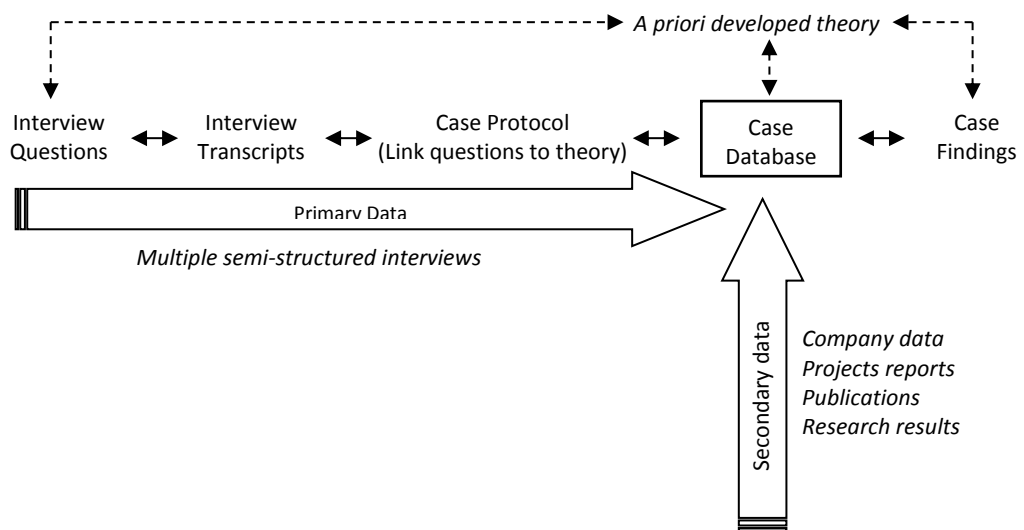 A priori developed theory
Interview
Questions
Interview
Transcripts
Case Protocol
(Link questions to theory)
Case
Database
Case
Findings
Primary Data
Multiple semi-structured interviews
Secondary data
Company data
Projects reports
Publications
Research results